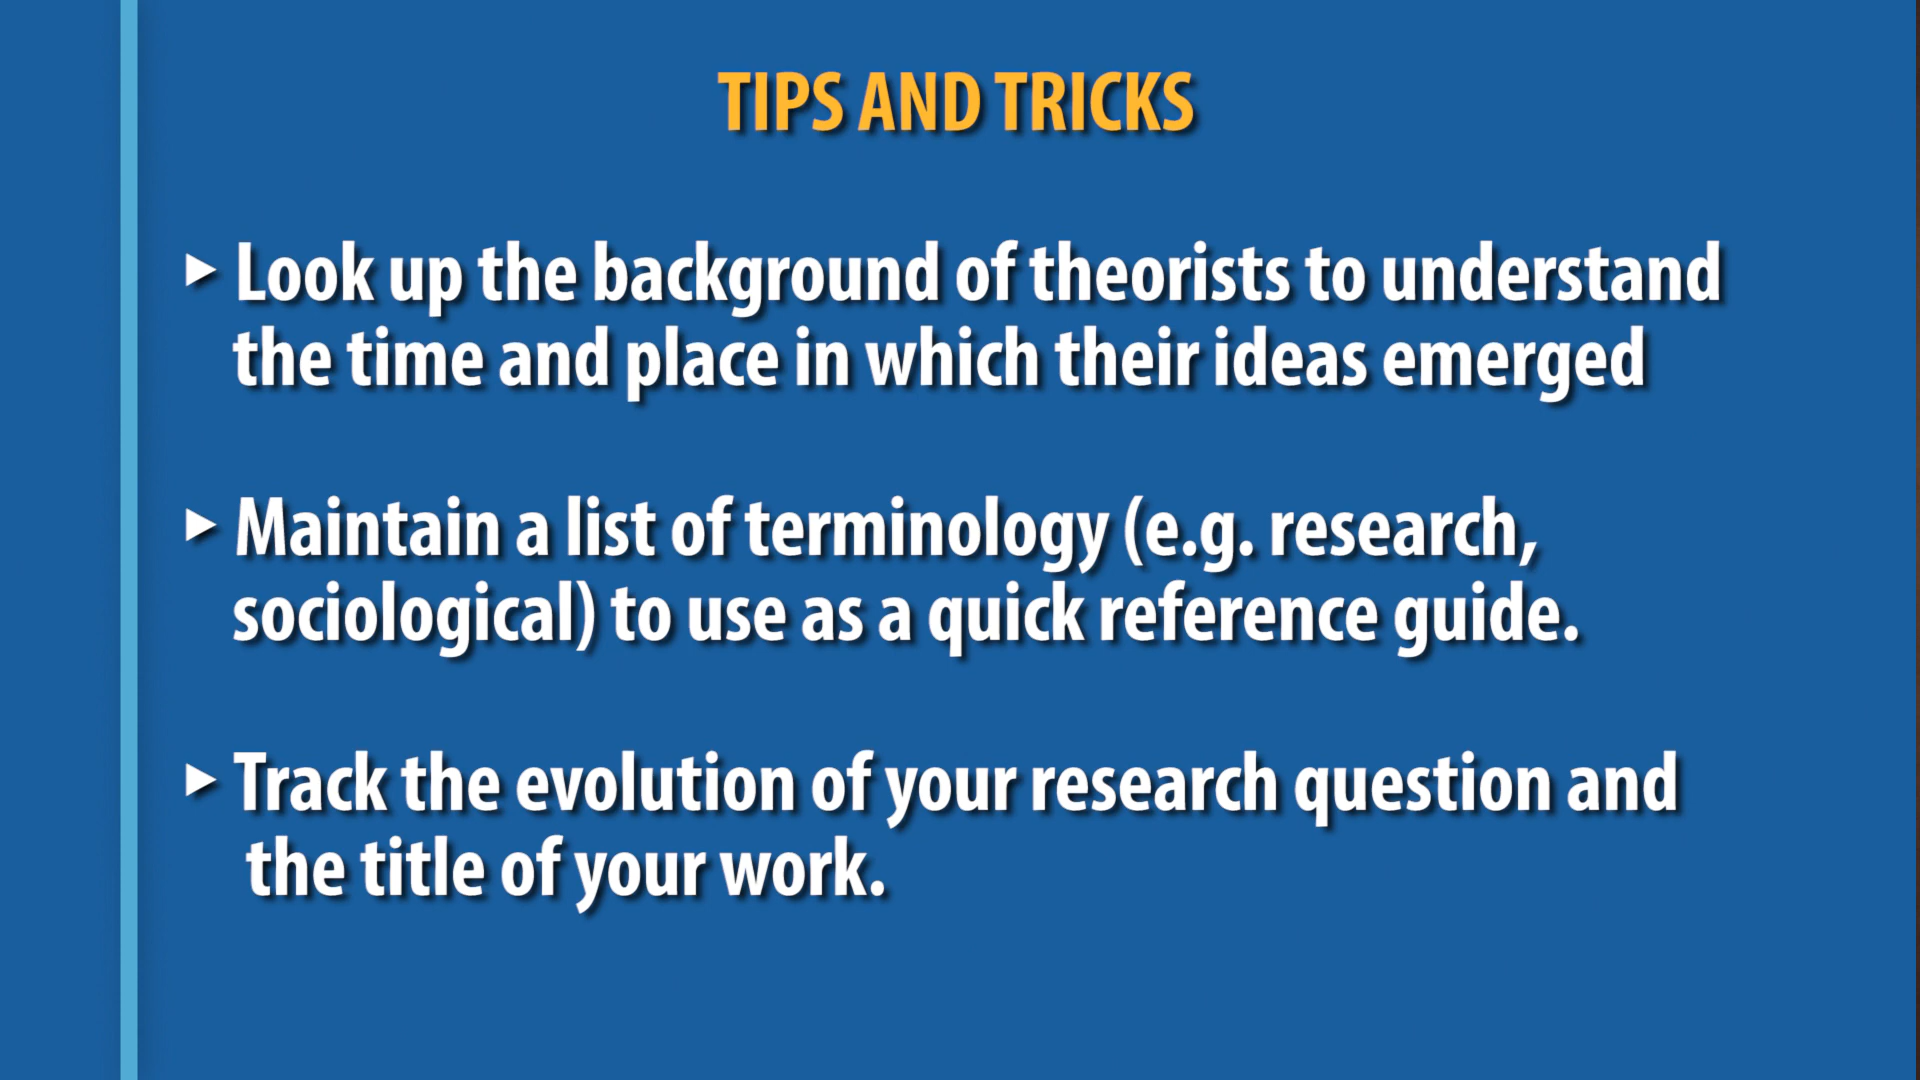 TIPS AND TRICKS
▶ Look up the background of theorists to understand
the time and place in which their ideas emerged
▶ Maintain a list of terminology (e.g. research,
sociological) to use as a quick reference guide.
▶ Track the evolution of your research question and
the title of your work.